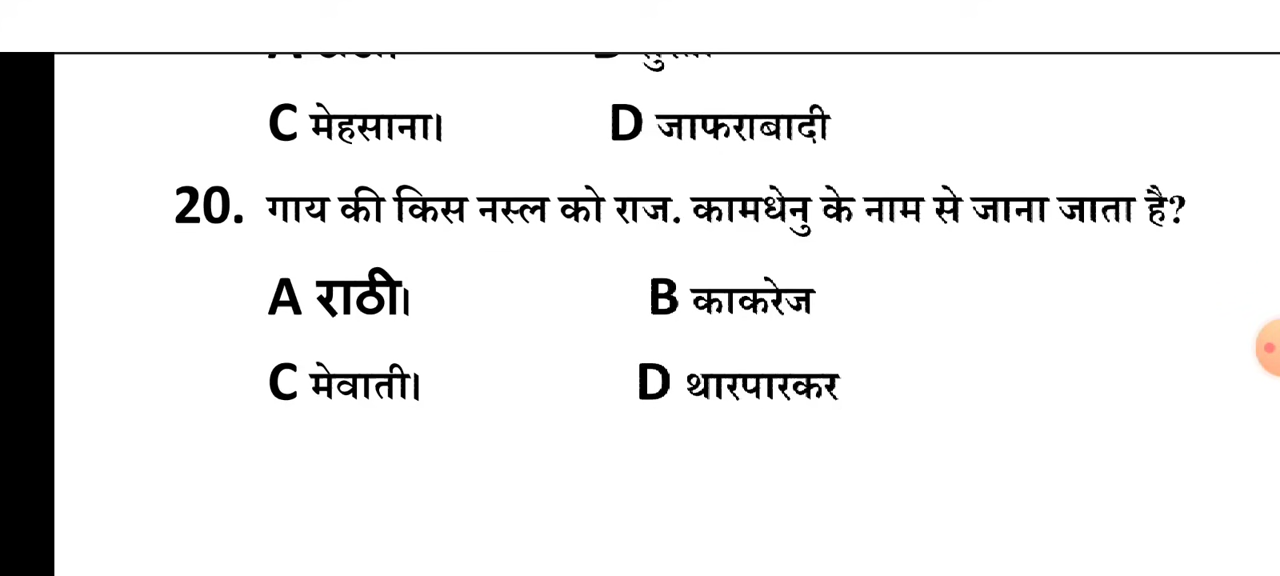 C मेहसाना। D जाफराबादी
20. गाय की किस नस्ल को राज. कामधेनु के नाम से जाना जाता है?
A राठी। B काकरेज
C मेवाती। D थारपारकर